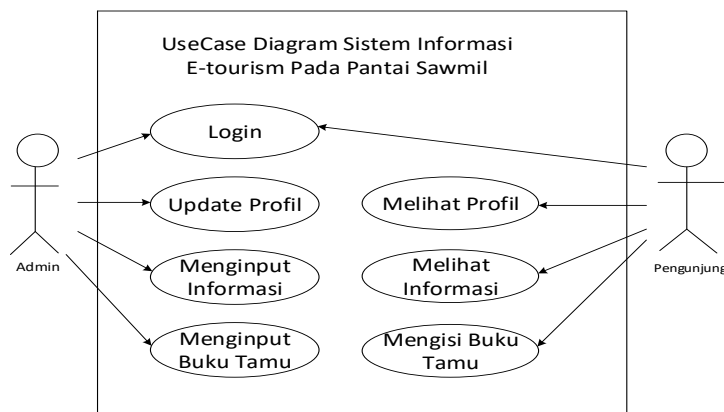 UseCase Diagram Sistem Informasi
E-tourism Pada Pantai Sawmil
Login
Update Profil
Melihat Profil
Menginput
Informasi
Melihat
Informasi
Admin
Pengunjung
Menginput
Buku Tamu
Mengisi Buku
Tamu